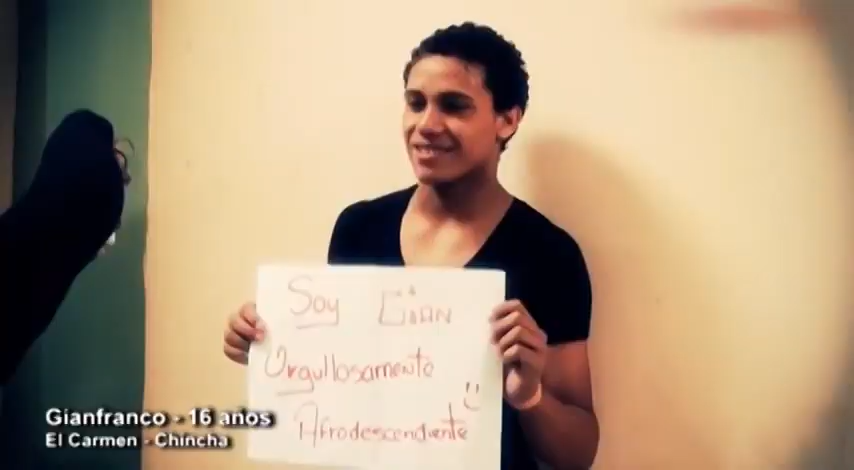 Soy Gian
Orgullosamente
Afrodescendiente :)
Gianfranco - 16 años
El Carmen - Chincha